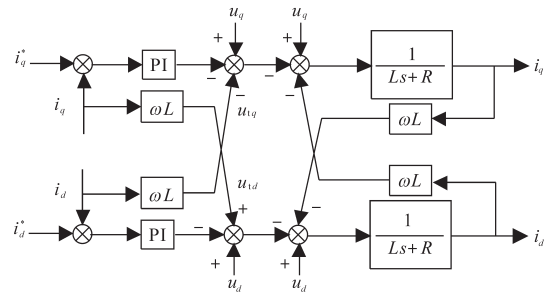 u_q
u_q
+
+
i_q^*
PI
−
−
−
−
1
Ls+R
i_q
i_q
ωL
u_{1q}
ωL
i_d
ωL
u_{1d}
ωL
+
−
i_d^*
PI
−
−
1
Ls+R
i_d
+
+
u_d
u_d